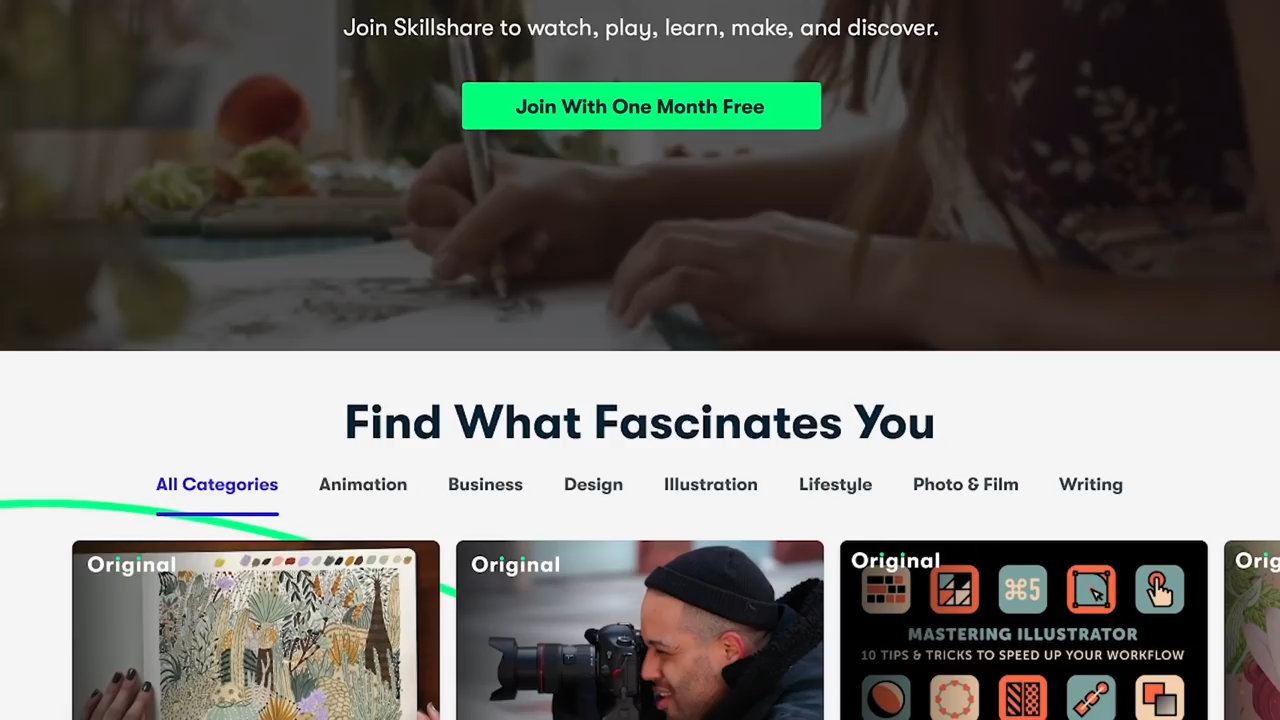 Join Skillshare to watch, play, learn, make, and discover.
Join With One Month Free
Find What Fascinates You
All Categories
Animation
Business
Design
Illustration
Lifestyle
Photo & Film
Writing
Original
Original
Original
Orig
⌘5
MASTERING ILLUSTRATOR
10 TIPS & TRICKS TO SPEED UP YOUR WORKFLOW